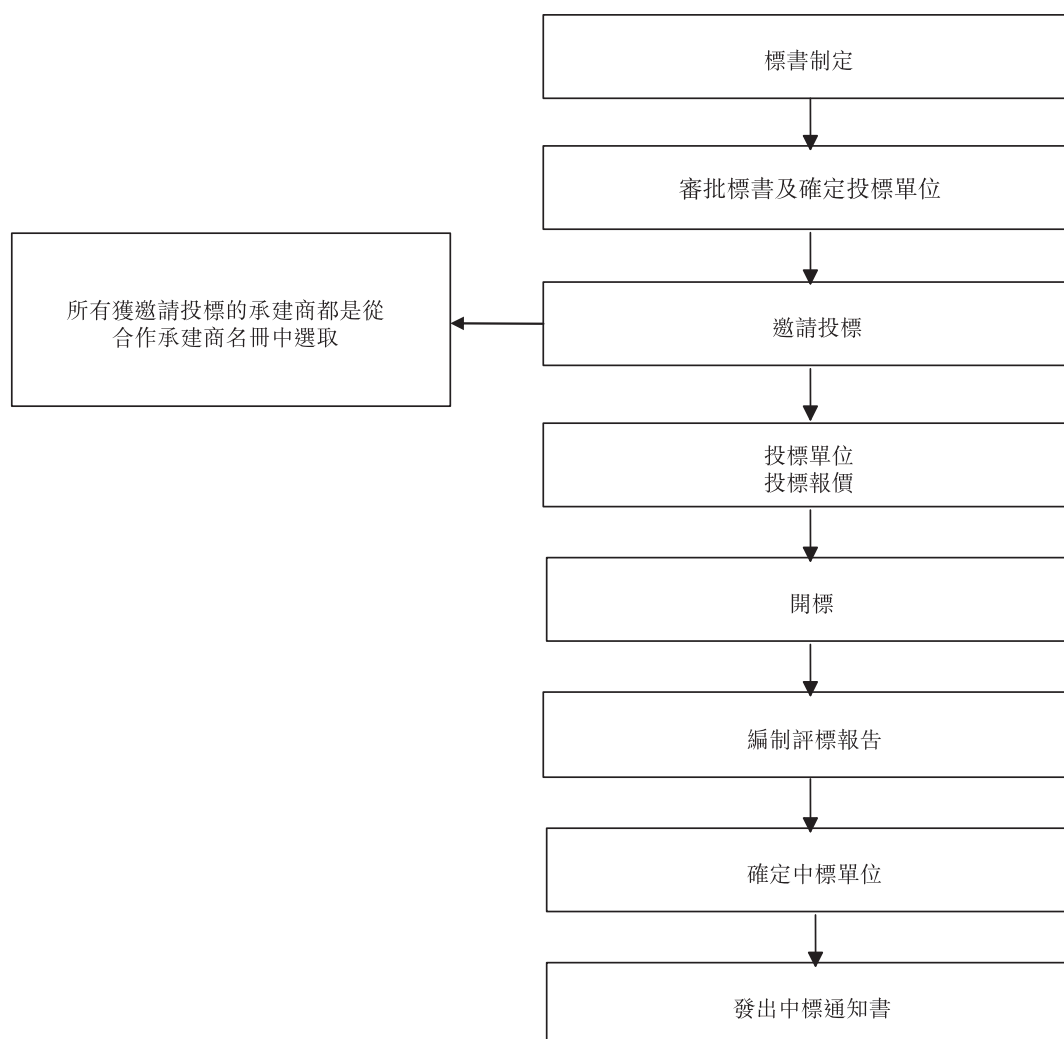 標書制定
審批標書及確定投標單位
所有獲邀請投標的承建商都是從
合作承建商名冊中選取
邀請投標
投標單位
投標報價
開標
編制評標報告
確定中標單位
發出中標通知書